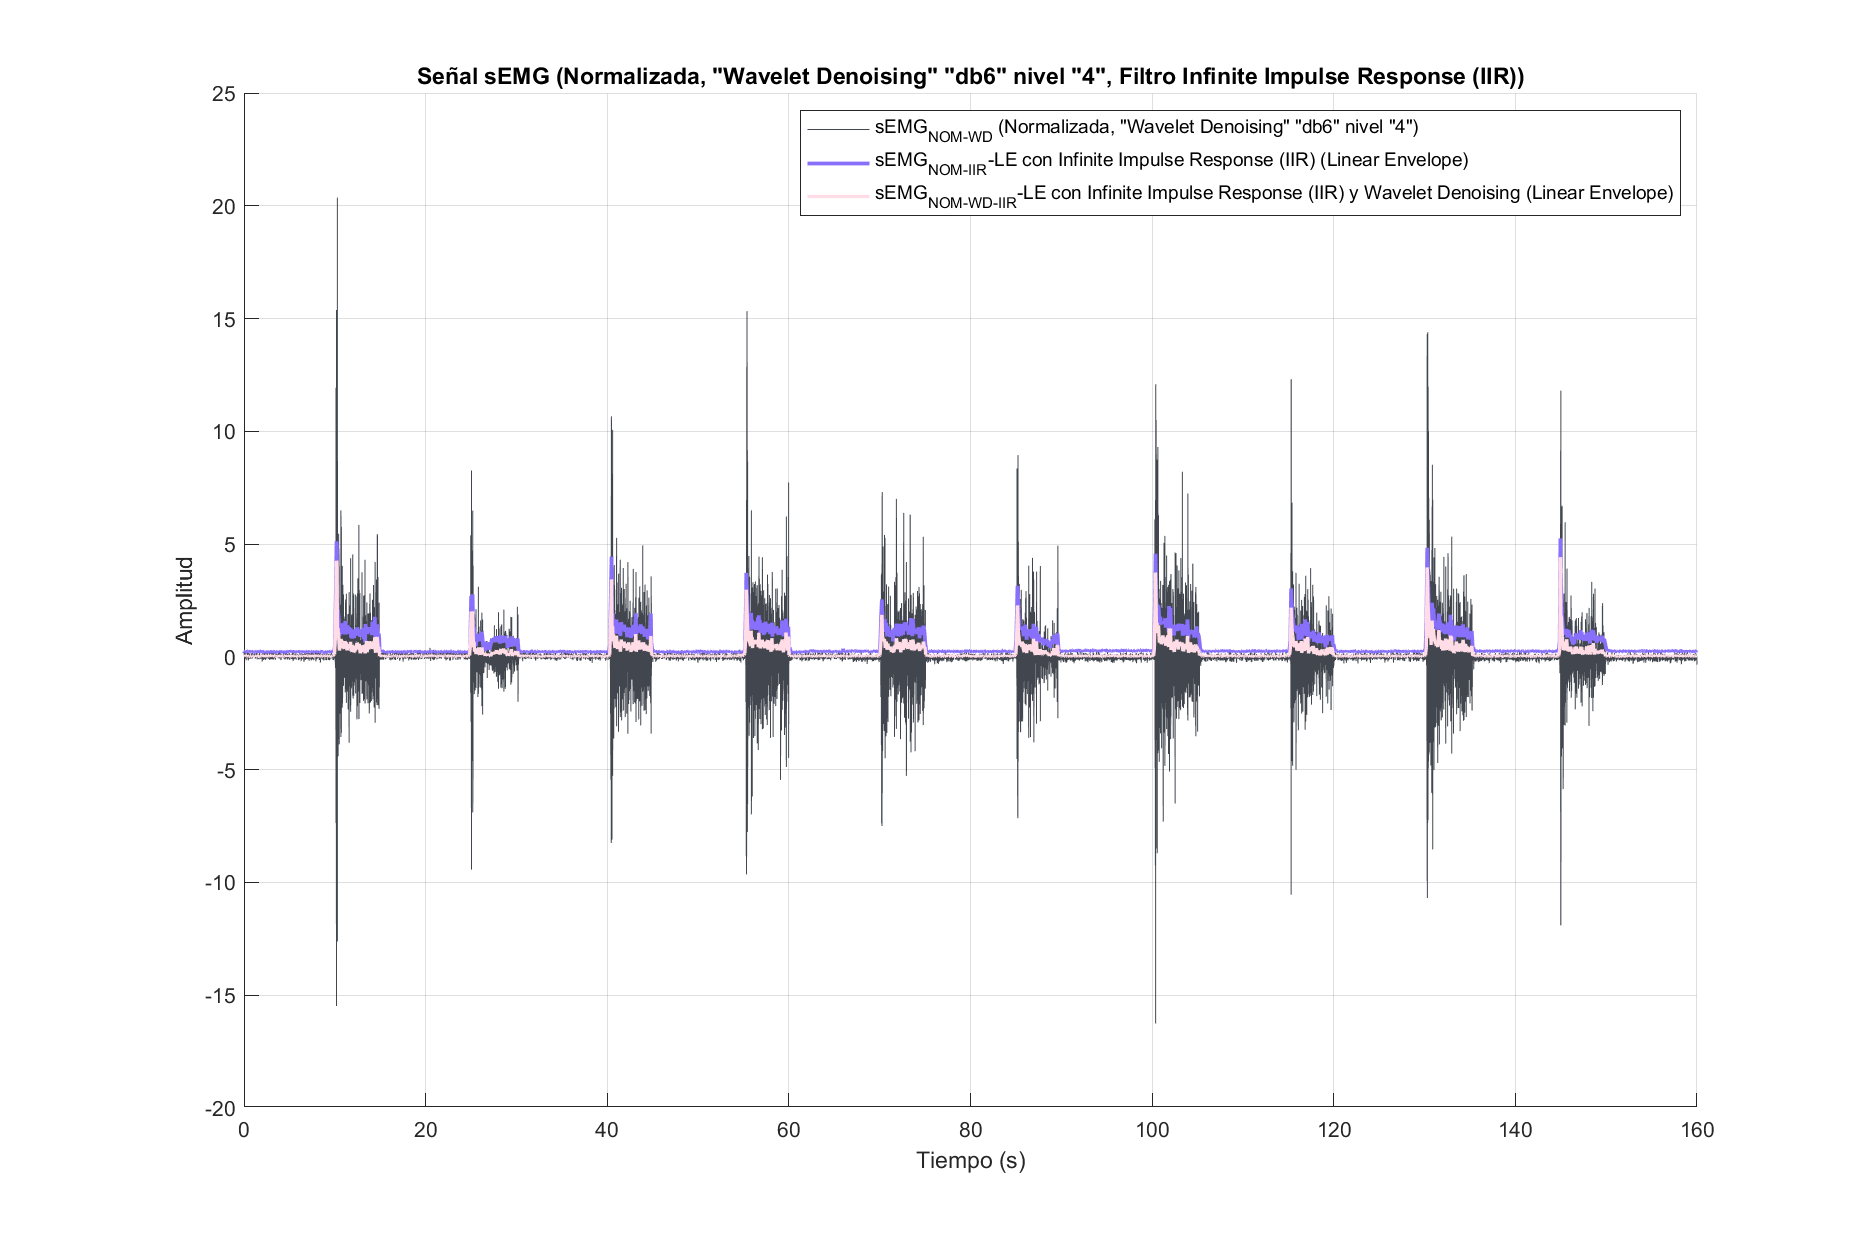 Señal sEMG (Normalizada, "Wavelet Denoising" "db6" nivel "4", Filtro Infinite Impulse Response (IIR))
sEMG_NOM-WD (Normalizada, "Wavelet Denoising" "db6" nivel "4")
sEMG_NOM-IIR-LE con Infinite Impulse Response (IIR) (Linear Envelope)
sEMG_NOM-WD-IIR-LE con Infinite Impulse Response (IIR) y Wavelet Denoising (Linear Envelope)
25
20
15
10
5
0
-5
-10
-15
-20
Amplitud
0 20 40 60 80 100 120 140 160
Tiempo (s)